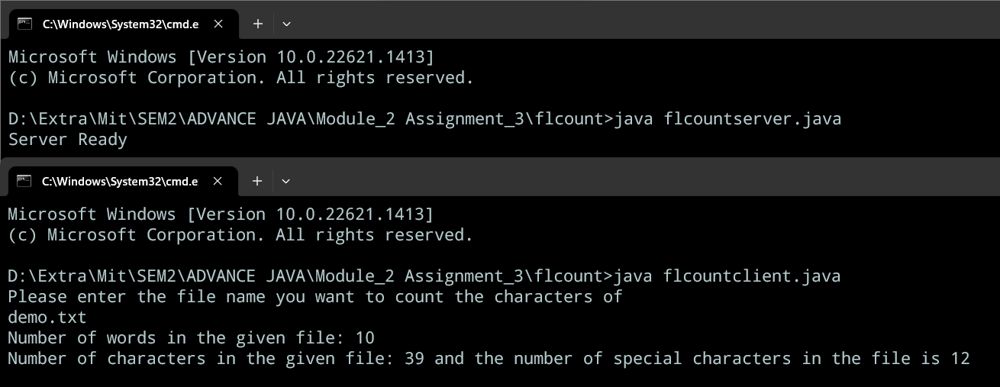 C:\Windows\System32\cmd.e
Microsoft Windows [Version 10.0.22621.1413]
(c) Microsoft Corporation. All rights reserved.
D:\Extra\Mit\SEM2\ADVANCE JAVA\Module_2 Assignment_3\flcount>java flcountserver.java
Server Ready
C:\Windows\System32\cmd.e
Microsoft Windows [Version 10.0.22621.1413]
(c) Microsoft Corporation. All rights reserved.
D:\Extra\Mit\SEM2\ADVANCE JAVA\Module_2 Assignment_3\flcount>java flcountclient.java
Please enter the file name you want to count the characters of
demo.txt
Number of words in the given file: 10
Number of characters in the given file: 39 and the number of special characters in the file is 12